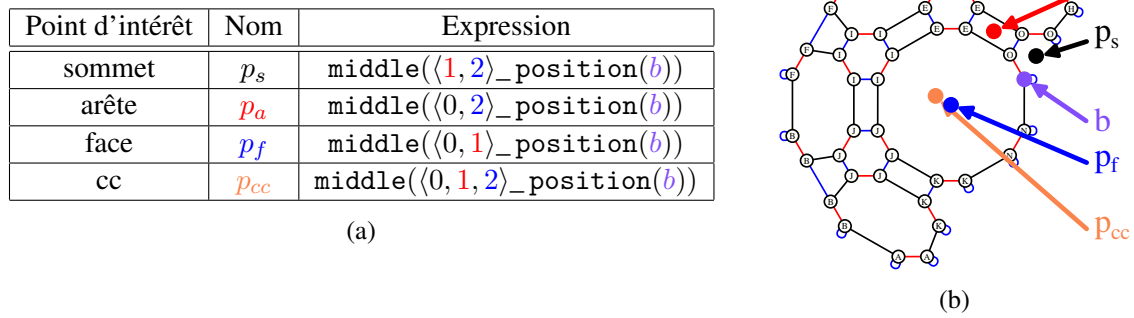 Point d'intérêt Nom Expression
sommet p_s middle(⟨1, 2⟩_position(b))
arête p_a middle(⟨0, 2⟩_position(b))
face p_f middle(⟨0, 1⟩_position(b))
cc p_cc middle(⟨0, 1, 2⟩_position(b))
(a)
F E E H
I I I E E O O
F O p_s
F I I
b
B J J N
B p_f
J J N
J J K K
B K
B K p_cc
A A
(b)